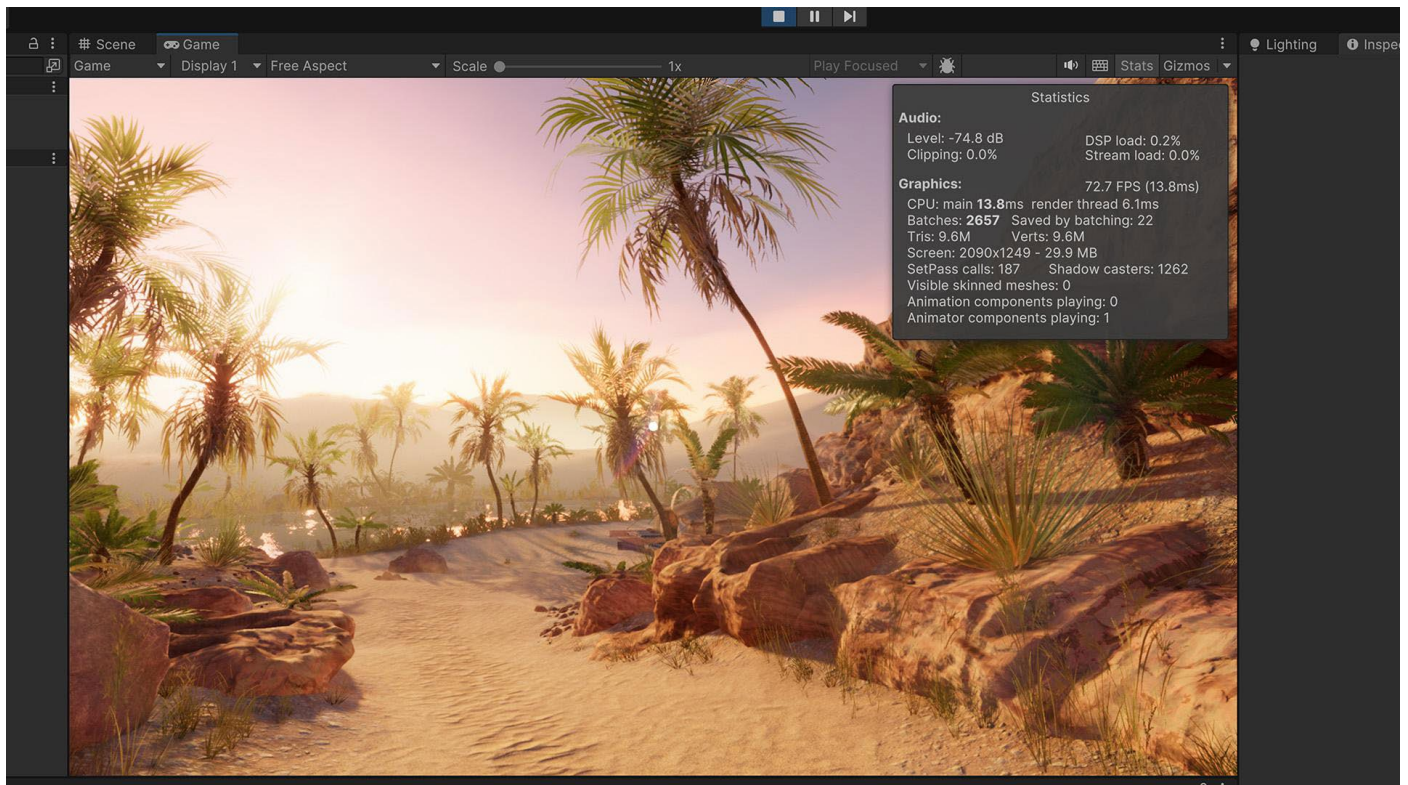 Scene Game Lighting Inspe
Game Display 1 Free Aspect Scale 1x Play Focused Stats Gizmos
Statistics
Audio:
Level: -74.8 dB DSP load: 0.2%
Clipping: 0.0% Stream load: 0.0%
Graphics: 72.7 FPS (13.8ms)
CPU: main 13.8ms render thread 6.1ms
Batches: 2657 Saved by batching: 22
Tris: 9.6M Verts: 9.6M
Screen: 2090x1249 - 29.9 MB
SetPass calls: 187 Shadow casters: 1262
Visible skinned meshes: 0
Animation components playing: 0
Animator components playing: 1